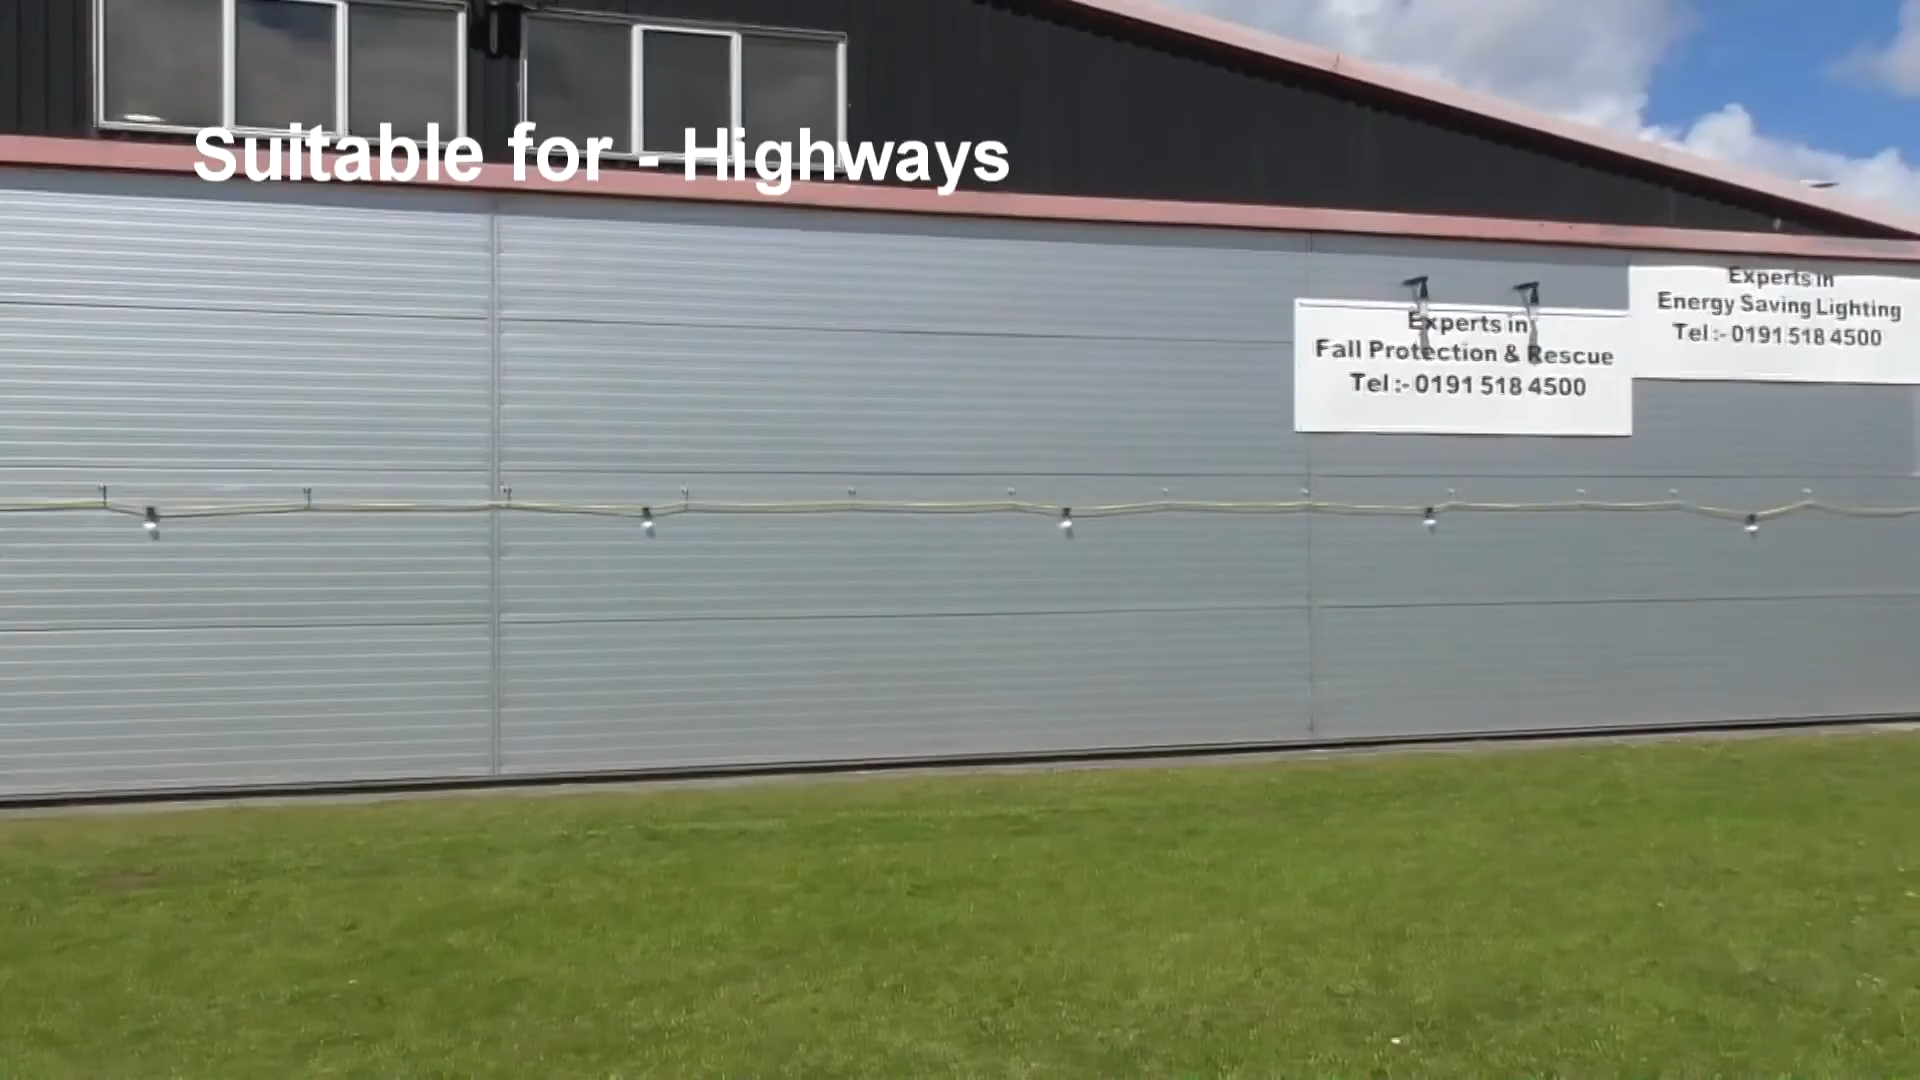 Suitable for - Highways
Experts in
Fall Protection & Rescue
Tel :- 0191 518 4500
Experts in
Energy Saving Lighting
Tel :- 0191 518 4500